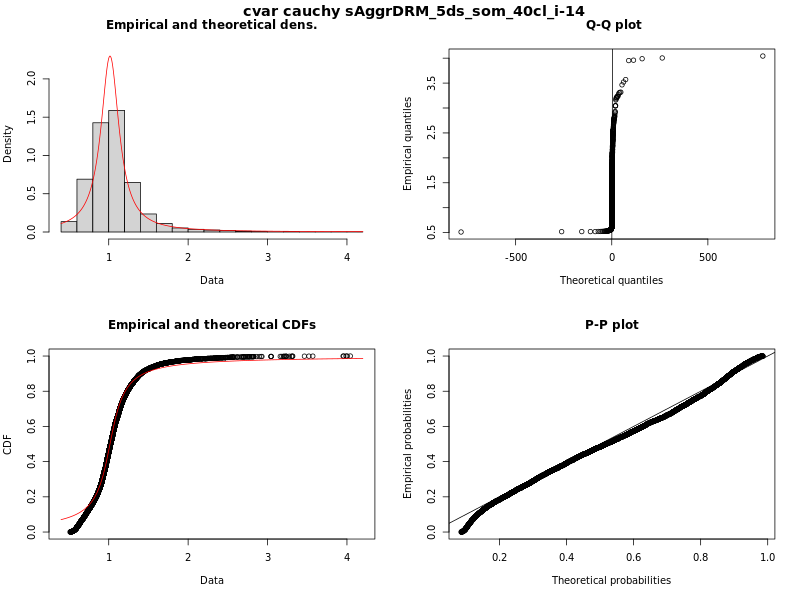 cvar cauchy sAggrDRM_5ds_som_40cl_i-14
Empirical and theoretical dens.
Density
0.0 0.5 1.0 1.5 2.0
1 2 3 4
Data
Q-Q plot
Empirical quantiles
0.5 1.5 2.5 3.5
-500 0 500
Theoretical quantiles
Empirical and theoretical CDFs
CDF
0.0 0.2 0.4 0.6 0.8 1.0
1 2 3 4
Data
P-P plot
Empirical probabilities
0.0 0.2 0.4 0.6 0.8 1.0
0.2 0.4 0.6 0.8 1.0
Theoretical probabilities